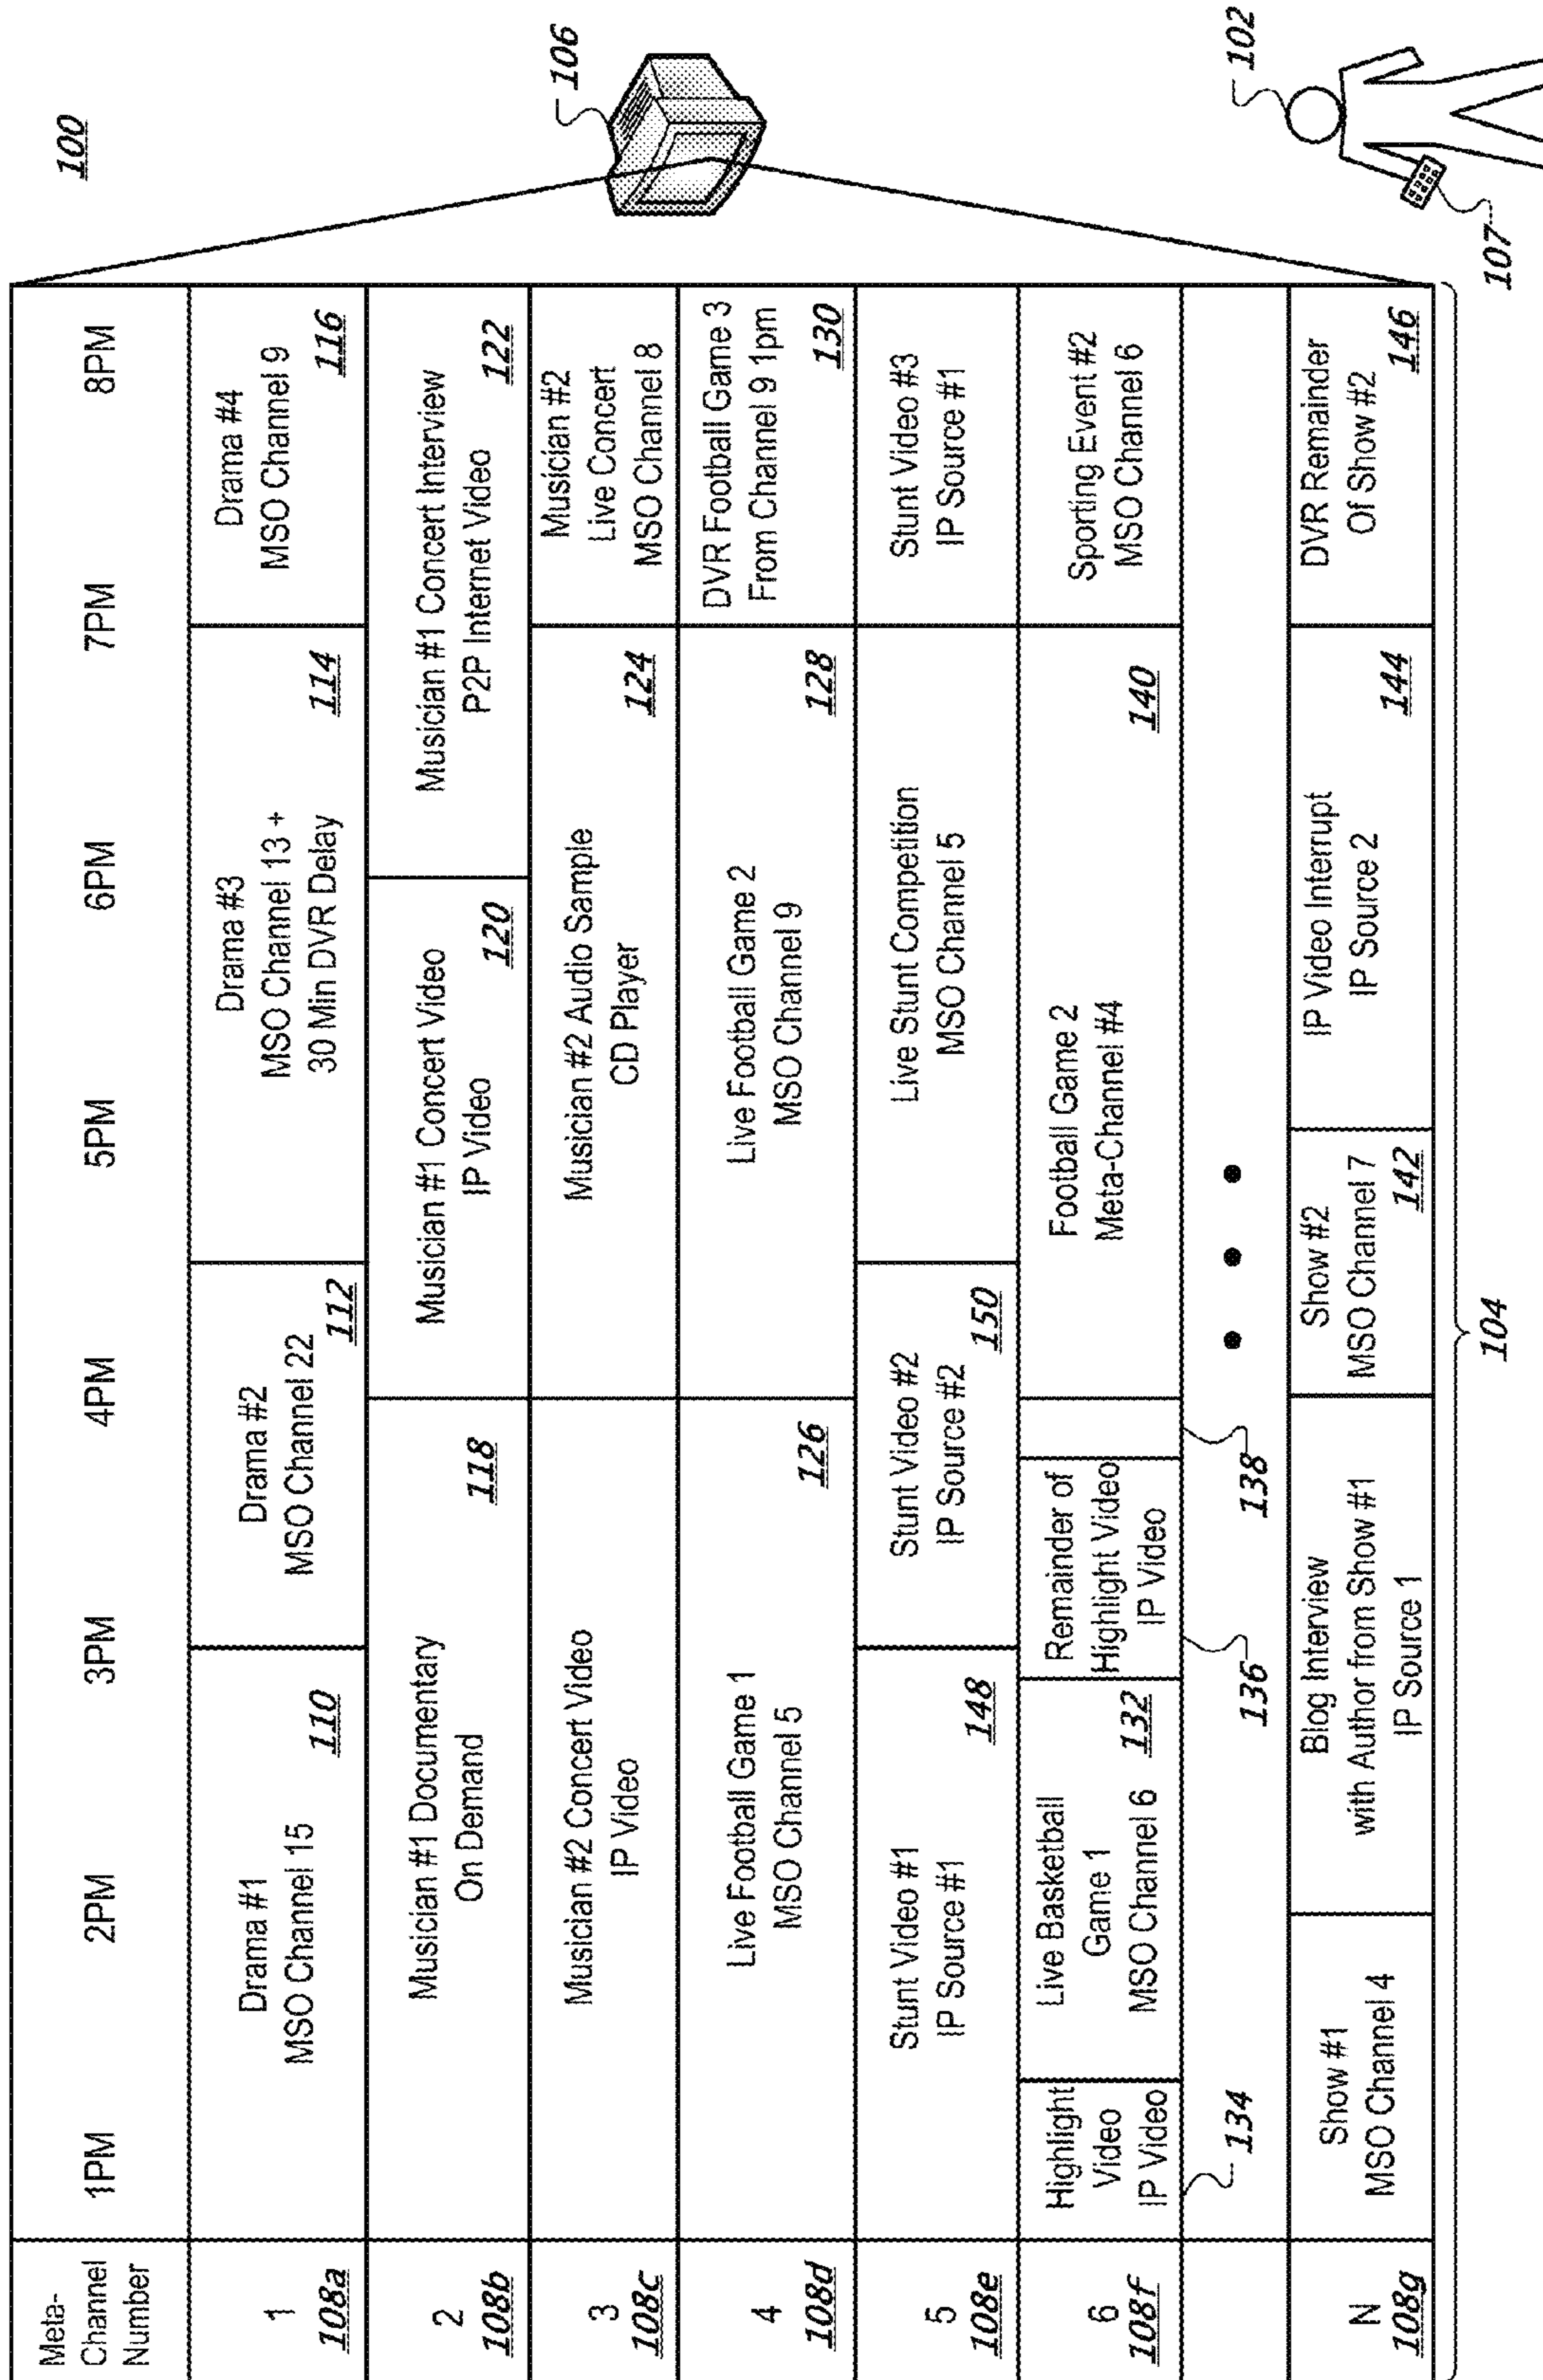 100
Meta-
Channel
Number
1PM
2PM
3PM
4PM
5PM
6PM
7PM
8PM
1
108a
Drama #1
MSO Channel 15
110
Drama #2
MSO Channel 22
112
Drama #3
MSO Channel 13 +
30 Min DVR Delay
114
Drama #4
MSO Channel 9
116
2
108b
Musician #1 Documentary
On Demand
118
Musician #1 Concert Video
IP Video
120
Musician #1 Concert Interview
P2P Internet Video
122
3
108c
Musician #2 Concert Video
IP Video
Musician #2 Audio Sample
CD Player
124
Musician #2
Live Concert
MSO Channel 8
4
108d
Live Football Game 1
MSO Channel 5
126
Live Football Game 2
MSO Channel 9
128
DVR Football Game 3
From Channel 9 1pm
130
5
108e
Stunt Video #1
IP Source #1
148
Stunt Video #2
IP Source #2
150
Live Stunt Competition
MSO Channel 5
Stunt Video #3
IP Source #1
6
108f
Highlight
Video
IP Video
134
Live Basketball
Game 1
MSO Channel 6
132
Remainder of
Highlight Video
IP Video
136
138
Football Game 2
Meta-Channel #4
140
Sporting Event #2
MSO Channel 6
N
108g
Show #1
MSO Channel 4
Blog Interview
with Author from Show #1
IP Source 1
Show #2
MSO Channel 7
142
IP Video Interrupt
IP Source 2
144
DVR Remainder
Of Show #2
146
104
106
102
107